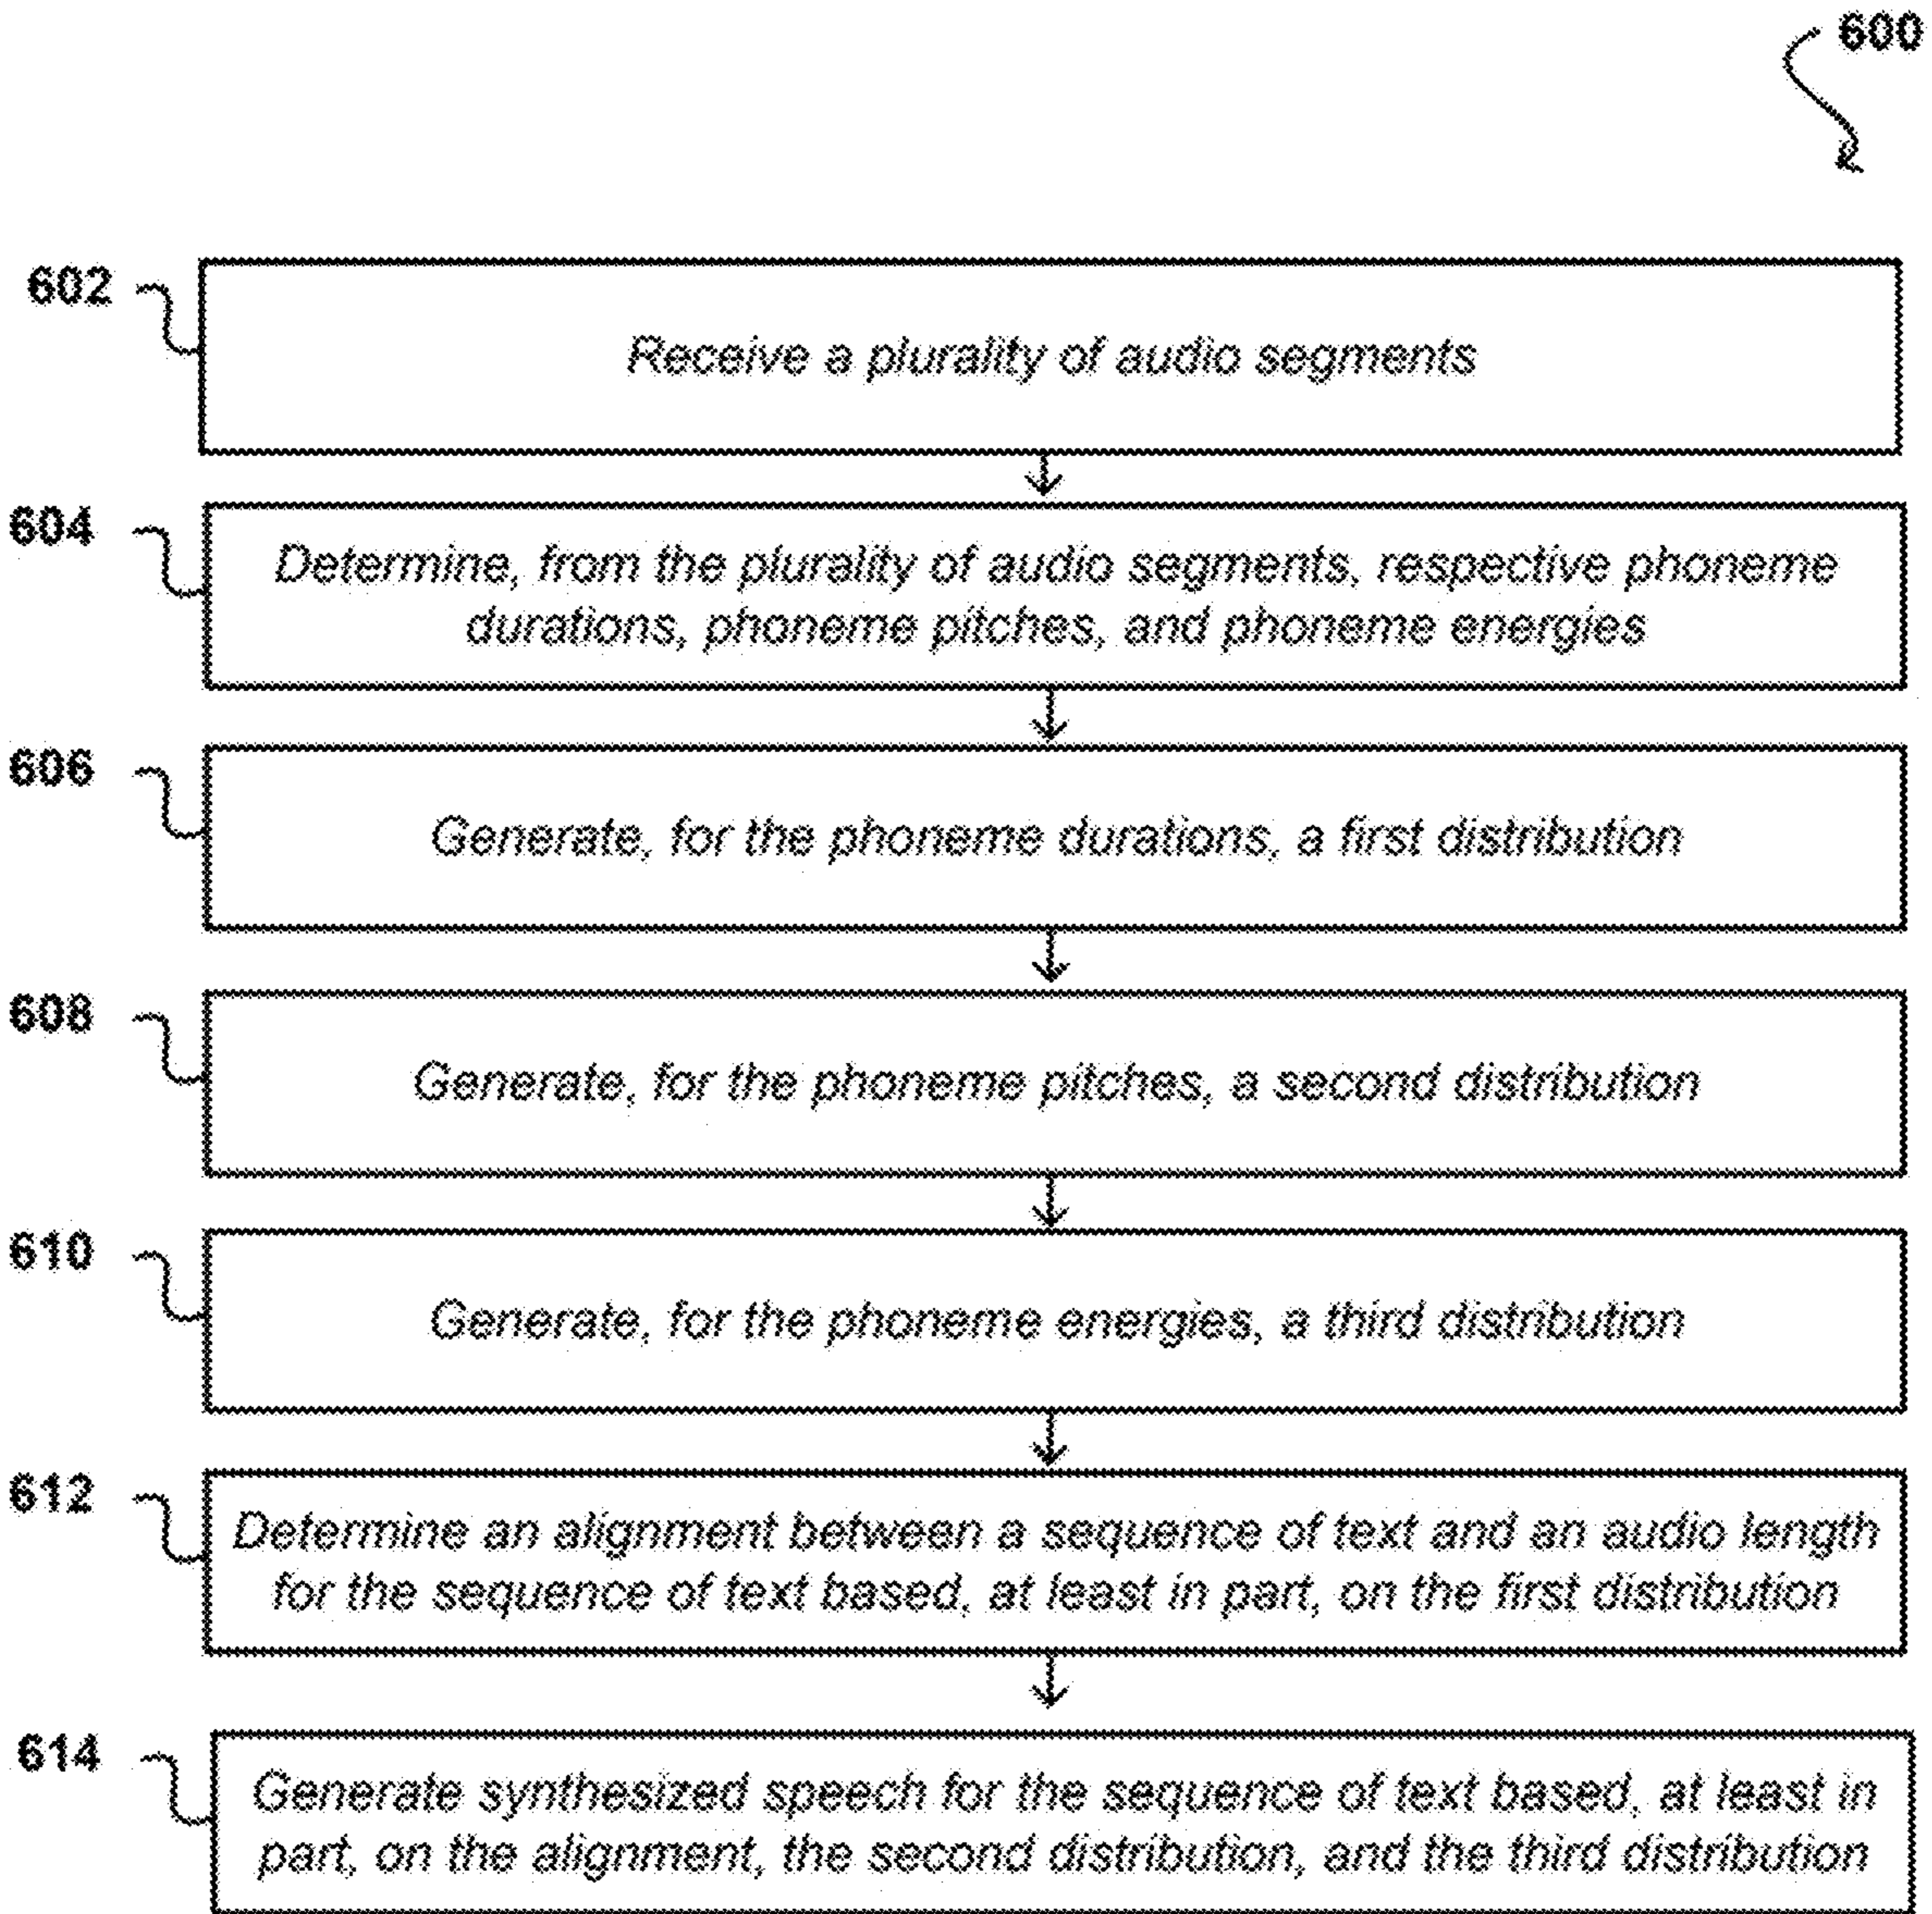 600
602
Receive a plurality of audio segments
604
Determine, from the plurality of audio segments, respective phoneme
durations, phoneme pitches, and phoneme energies
606
Generate, for the phoneme durations, a first distribution
608
Generate, for the phoneme pitches, a second distribution
610
Generate, for the phoneme energies, a third distribution
612
Determine an alignment between a sequence of text and an audio length
for the sequence of text based, at least in part, on the first distribution
614
Generate synthesized speech for the sequence of text based, at least in
part, on the alignment, the second distribution, and the third distribution